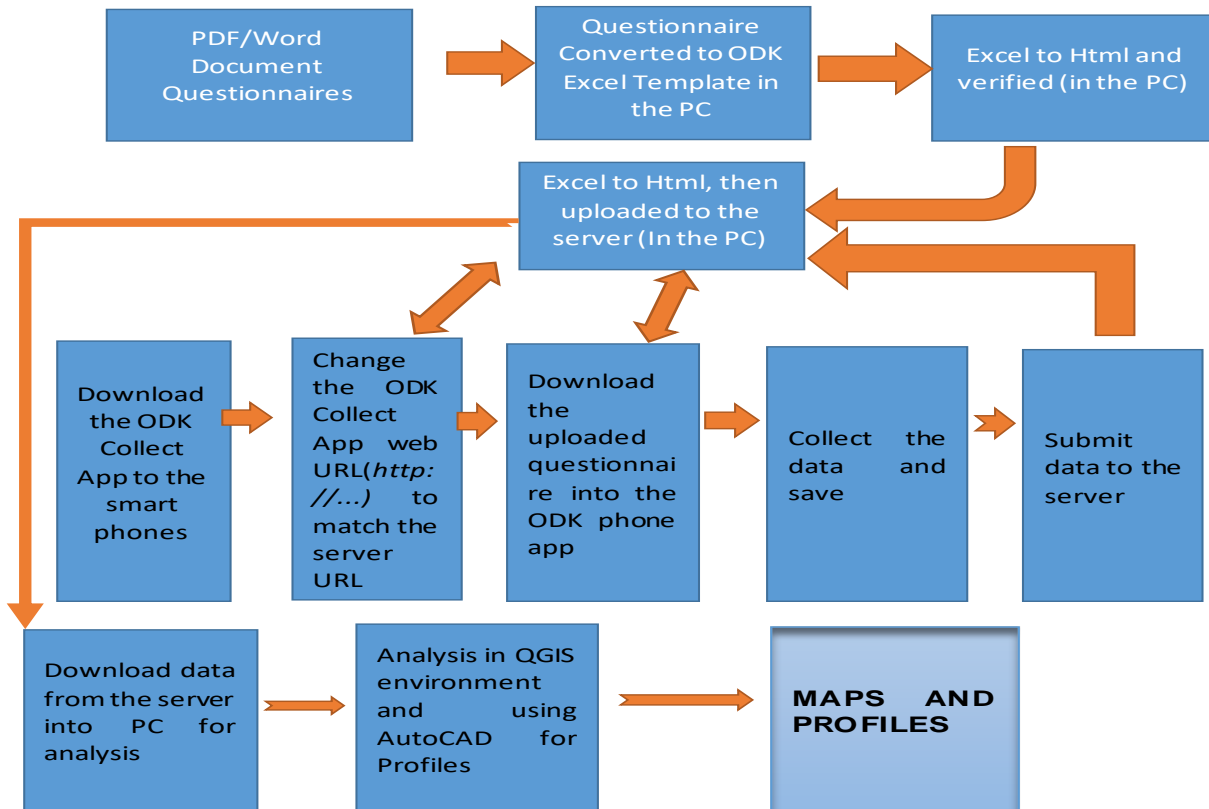 PDF/Word
Document
Questionnaires
Questionnaire
Converted to ODK
Excel Template in
the PC
Excel to Html and
verified (in the PC)
Excel to Html, then
uploaded to the
server (In the PC)
Download
the ODK
Collect
App to the
smart
phones
Change
the ODK
Collect
App web
URL(http:
//...) to
match the
server
URL
Download
the
uploaded
questionnai
re into the
ODK phone
app
Collect the
data and
save
Submit
data to the
server
Download data
from the server
into PC for
analysis
Analysis in QGIS
environment
and using
AutoCAD for
Profiles
MAPS AND
PROFILES